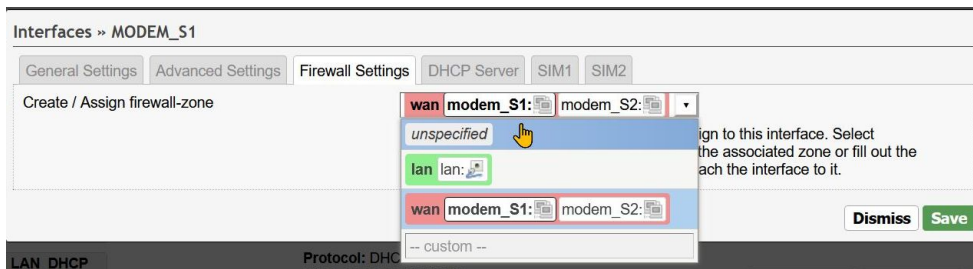 Interfaces » MODEM_S1
General Settings Advanced Settings Firewall Settings DHCP Server SIM1 SIM2
Create / Assign firewall-zone
wan modem_S1: modem_S2:
unspecified
ign to this interface. Select
lan lan:
the associated zone or fill out the
ach the interface to it.
wan modem_S1: modem_S2:
Dismiss Save
-- custom --
LAN_DHCP Protocol: DHC